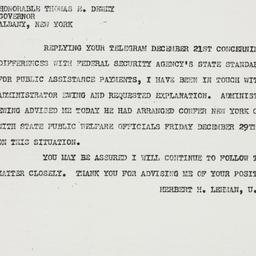 HONORABLE THOMAS E. DEWEY
GOVERNOR
ALBANY, NEW YORK
REPLYING YOUR TELEGRAM DECEMBER 21ST CONCERNIN
DIFFERENCES WITH FEDERAL SECURITY AGENCY'S STATE STANDAR
FOR PUBLIC ASSISTANCE PAYMENTS, I HAVE BEEN IN TOUCH WIT
ADMINISTRATOR EWING AND REQUESTED EXPLANATION. ADMINIST
EWING ADVISED ME TODAY HE HAD ARRANGED CONFER NEW YORK C
WITH STATE PUBLIC WELFARE OFFICIALS FRIDAY DECEMBER 29TH
ON THIS SITUATION.
YOU MAY BE ASSURED I WILL CONTINUE TO FOLLOW T
MATTER CLOSELY. THANK YOU FOR ADVISING ME OF YOUR POSIT
HERBERT H. LEHMAN, U.